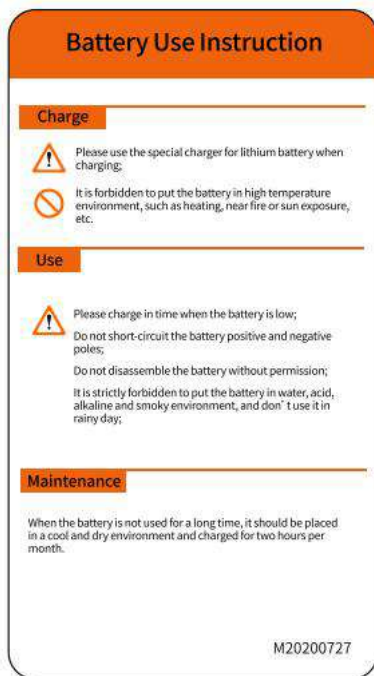 Battery Use Instruction
Charge
Please use the special charger for lithium battery when
charging;
It is forbidden to put the battery in high temperature
environment, such as heating, near fire or sun exposure,
etc.
Use
Please charge in time when the battery is low;
Do not short-circuit the battery positive and negative
poles;
Do not disassemble the battery without permission;
It is strictly forbidden to put the battery in water, acid,
alkaline and smoky environment, and don't use it in
rainy day;
Maintenance
When the battery is not used for a long time, it should be placed
in a cool and dry environment and charged for two hours per
month.
M20200727